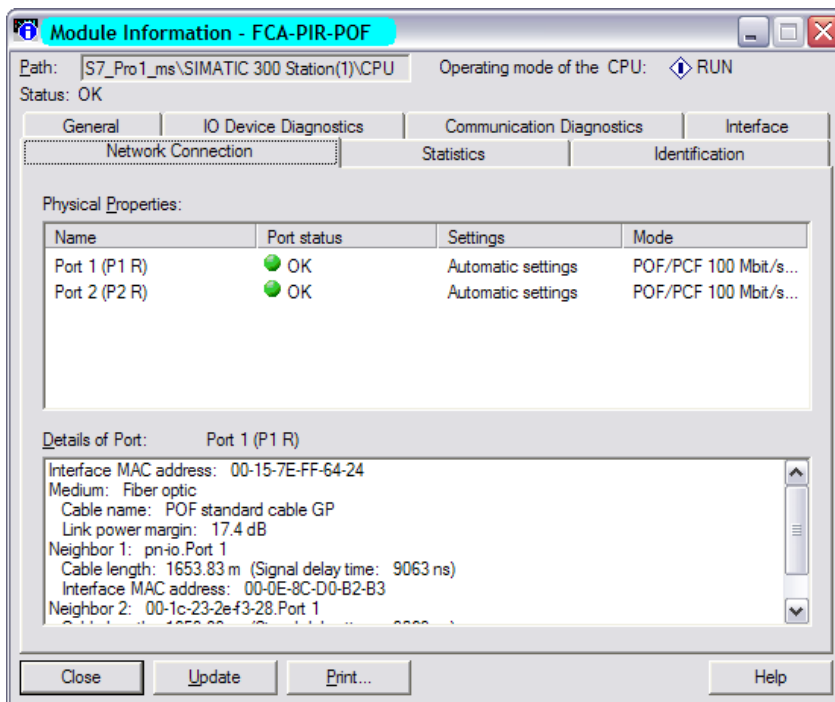 Module Information - FCA-PIR-POF
Path: S7_Pro1_ms\SIMATIC 300 Station(1)\CPU Operating mode of the CPU: RUN
Status: OK
General IO Device Diagnostics Communication Diagnostics Interface
Network Connection Statistics Identification
Physical Properties:
Name Port status Settings Mode
Port 1 (P1 R) OK Automatic settings POF/PCF 100 Mbit/s...
Port 2 (P2 R) OK Automatic settings POF/PCF 100 Mbit/s...
Details of Port: Port 1 (P1 R)
Interface MAC address: 00-15-7E-FF-64-24
Medium: Fiber optic
Cable name: POF standard cable GP
Link power margin: 17.4 dB
Neighbor 1: pn-io.Port 1
Cable length: 1653.83 m (Signal delay time: 9063 ns)
Interface MAC address: 00-0E-8C-D0-B2-B3
Neighbor 2: 00-1c-23-2e-f3-28.Port 1
Close Update Print... Help